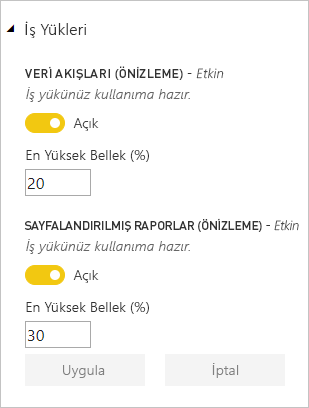 İş Yükleri
VERİ AKIŞLARI (ÖNİZLEME) - Etkin
İş yükünüz kullanıma hazır.
Açık
En Yüksek Bellek (%)
20
SAYFALANDIRILMIŞ RAPORLAR (ÖNİZLEME) - Etkin
İş yükünüz kullanıma hazır.
Açık
En Yüksek Bellek (%)
30
Uygula İptal